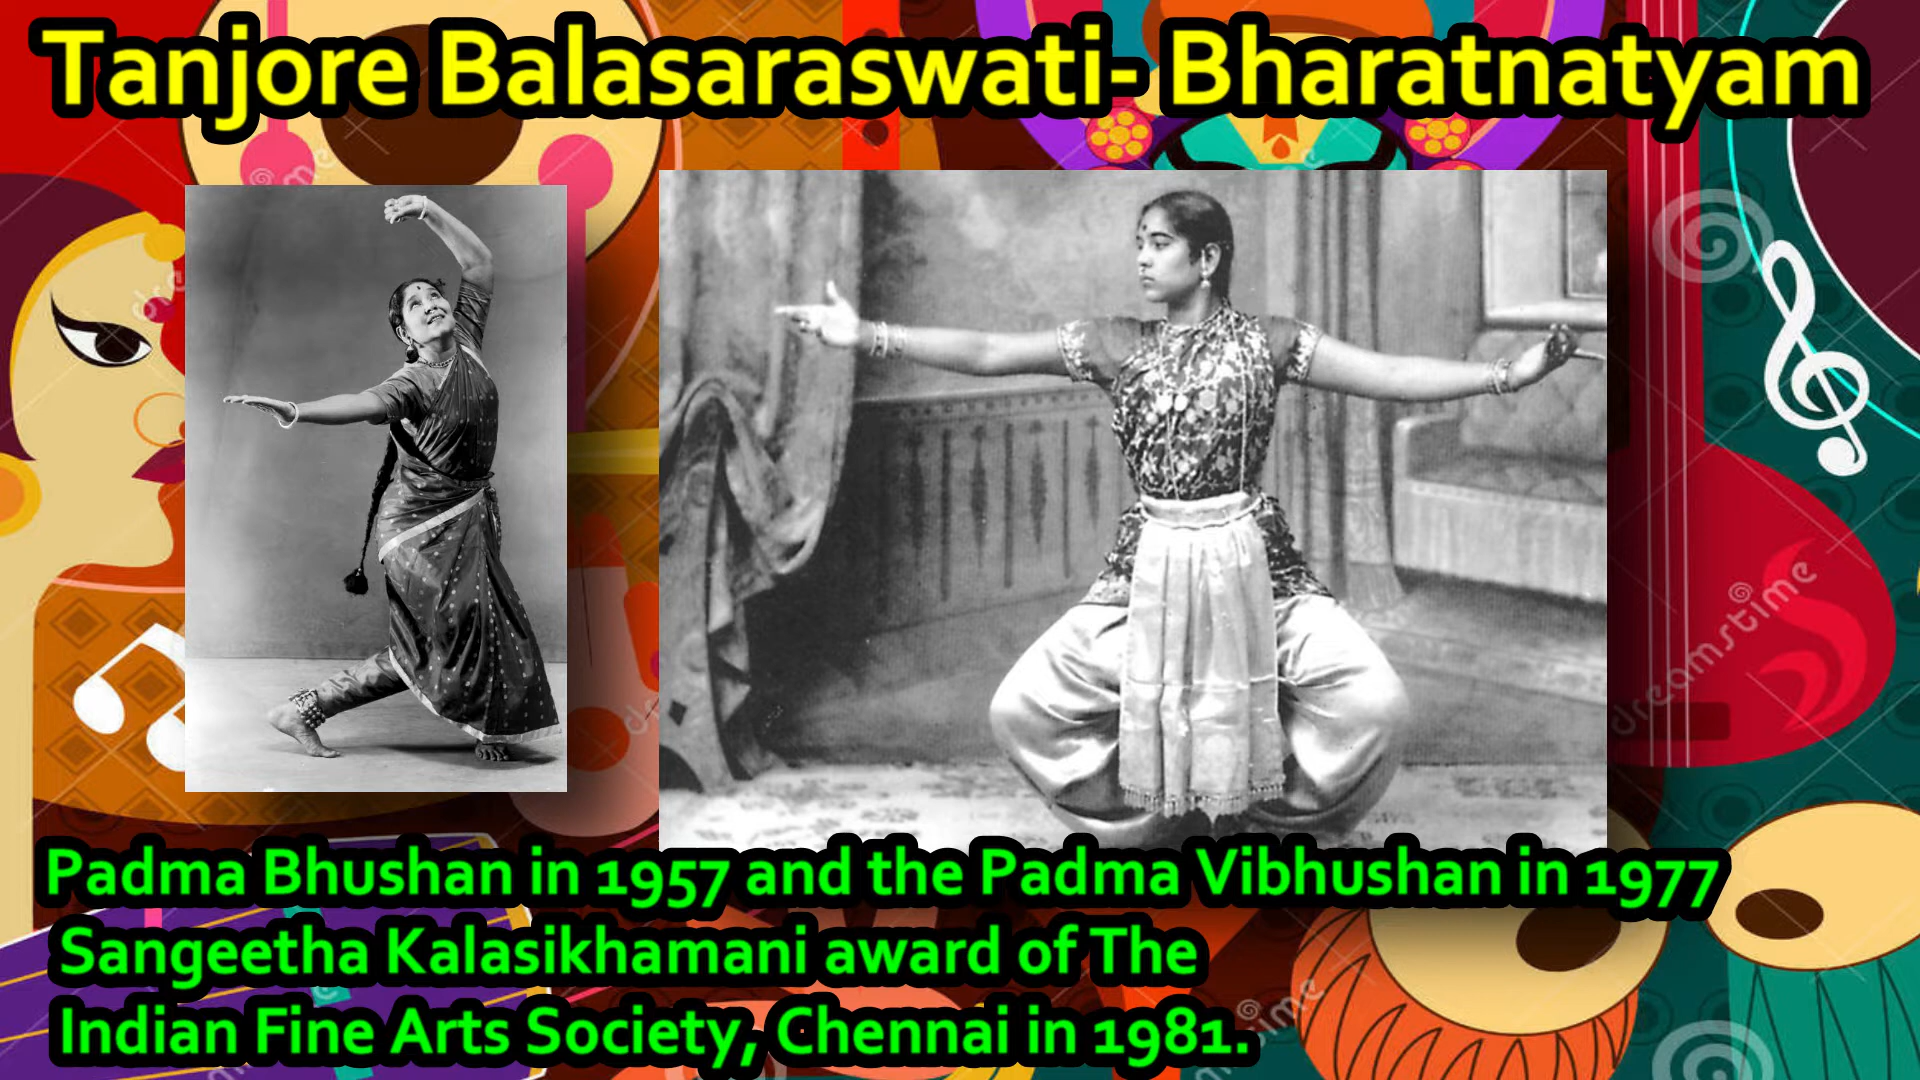 Tanjore Balasaraswati- Bharatnatyam
Padma Bhushan in 1957 and the Padma Vibhushan in 1977
Sangeetha Kalasikhamani award of The
Indian Fine Arts Society, Chennai in 1981.
dreamstime